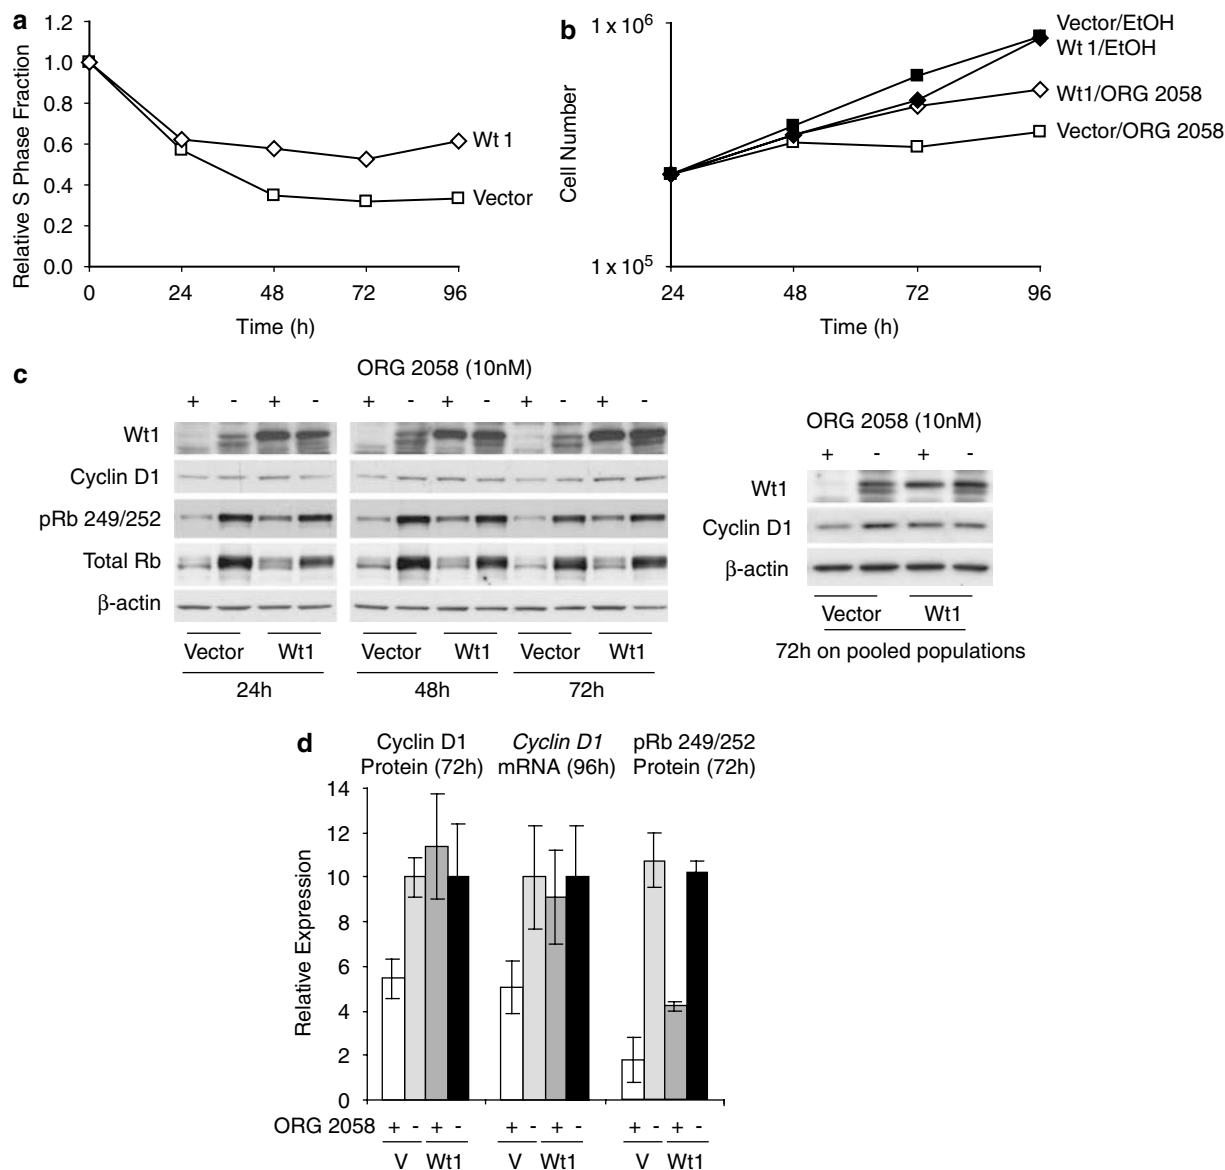 a
1.2
1.0
0.8
0.6
0.4
0.2
0.0
Relative S Phase Fraction
Wt 1
Vector
0 24 48 72 96
Time (h)
b
1 x 10⁶
1 x 10⁵
Cell Number
Vector/EtOH
Wt 1/EtOH
Wt1/ORG 2058
Vector/ORG 2058
24 48 72 96
Time (h)
c
ORG 2058 (10nM)
+ - + - + - + - + - + -
Wt1
Cyclin D1
pRb 249/252
Total Rb
β-actin
Vector Wt1 Vector Wt1 Vector Wt1
24h 48h 72h
ORG 2058 (10nM)
+ - + -
Wt1
Cyclin D1
β-actin
Vector Wt1
72h on pooled populations
d
Cyclin D1
Protein (72h)
Cyclin D1
mRNA (96h)
pRb 249/252
Protein (72h)
14
12
10
8
6
4
2
0
Relative Expression
ORG 2058 + - + - + - + - + - + -
V Wt1 V Wt1 V Wt1